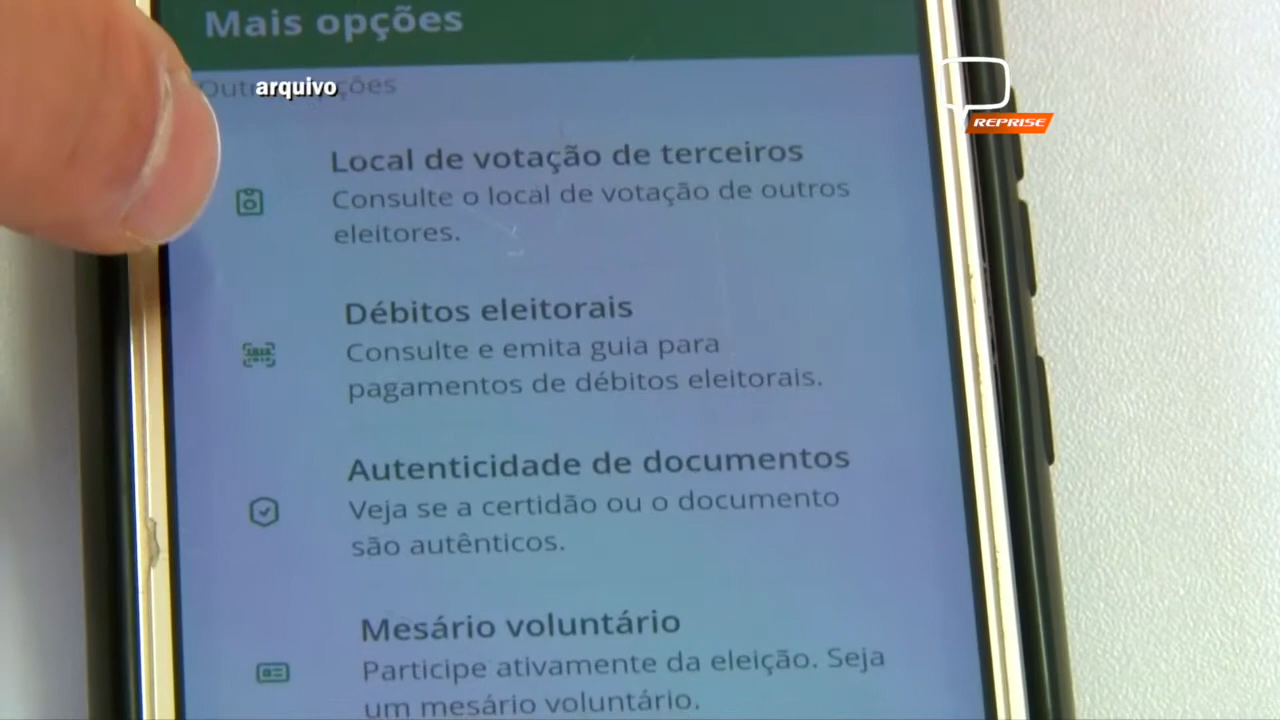 Mais opções
arquivo
REPRISE
Local de votação de terceiros
Consulte o local de votação de outros
eleitores.
Débitos eleitorais
Consulte e emita guia para
pagamentos de débitos eleitorais.
Autenticidade de documentos
Veja se a certidão ou o documento
são autênticos.
Mesário voluntário
Participe ativamente da eleição. Seja
um mesário voluntário.